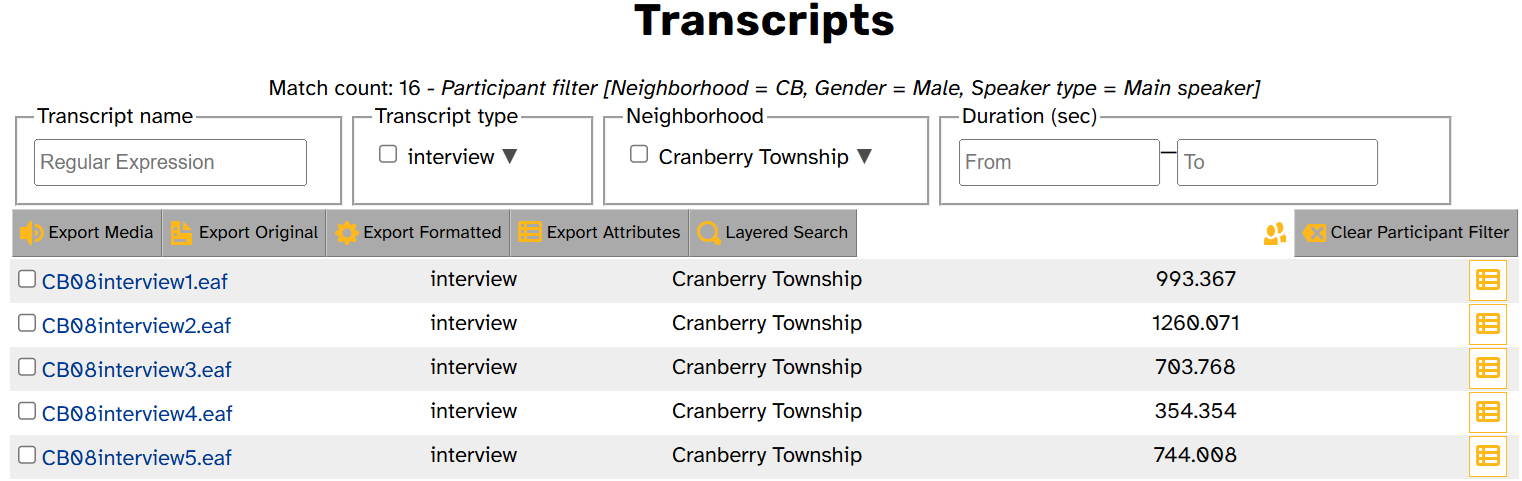 Transcripts
Match count: 16 - Participant filter [Neighborhood = CB, Gender = Male, Speaker type = Main speaker]
Transcript name Transcript type Neighborhood Duration (sec)
Regular Expression interview ▼ Cranberry Township ▼ From – To
Export Media Export Original Export Formatted Export Attributes Layered Search Clear Participant Filter
CB08interview1.eaf interview Cranberry Township 993.367
CB08interview2.eaf interview Cranberry Township 1260.071
CB08interview3.eaf interview Cranberry Township 703.768
CB08interview4.eaf interview Cranberry Township 354.354
CB08interview5.eaf interview Cranberry Township 744.008